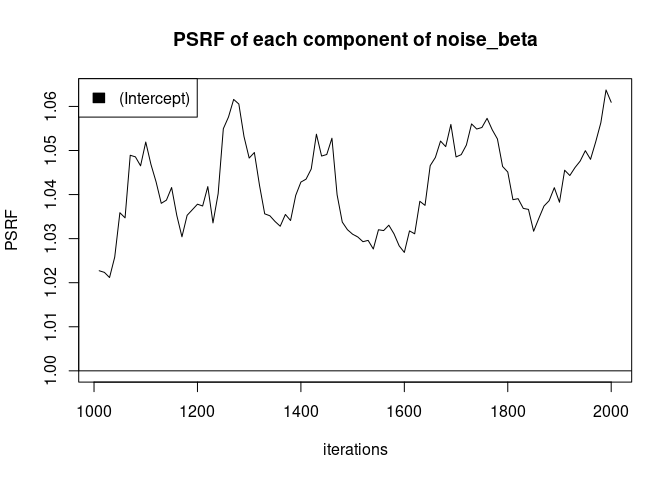 PSRF of each component of noise_beta
(Intercept)
PSRF
1.06
1.05
1.04
1.03
1.02
1.01
1.00
1000 1200 1400 1600 1800 2000
iterations